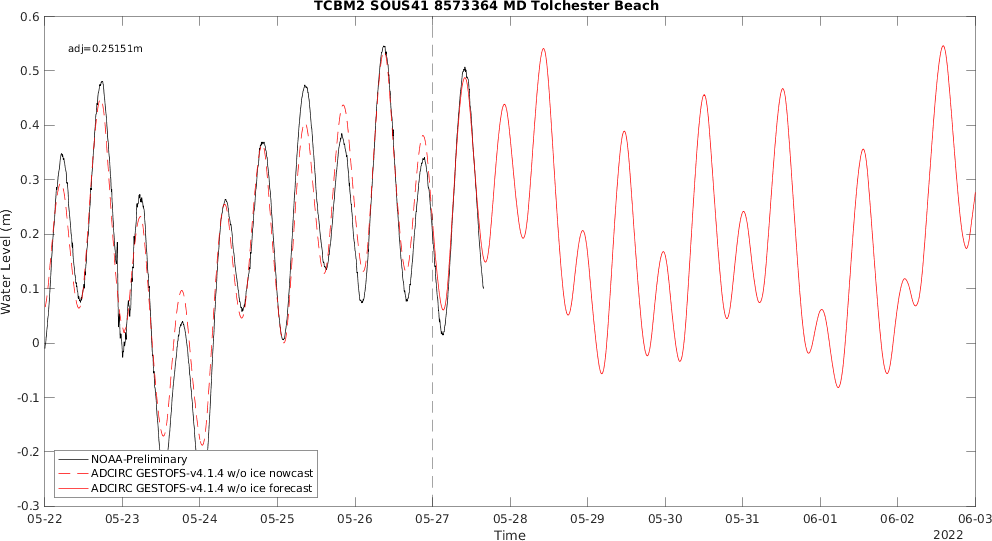 TCBM2 SOUS41 8573364 MD Tolchester Beach
adj=0.25151m
0.6
0.5
0.4
0.3
0.2
0.1
0
-0.1
-0.2
-0.3
Water Level (m)
NOAA-Preliminary
ADCIRC GESTOFS-v4.1.4 w/o ice nowcast
ADCIRC GESTOFS-v4.1.4 w/o ice forecast
05-22 05-23 05-24 05-25 05-26 05-27 05-28 05-29 05-30 05-31 06-01 06-02 06-03
Time
2022